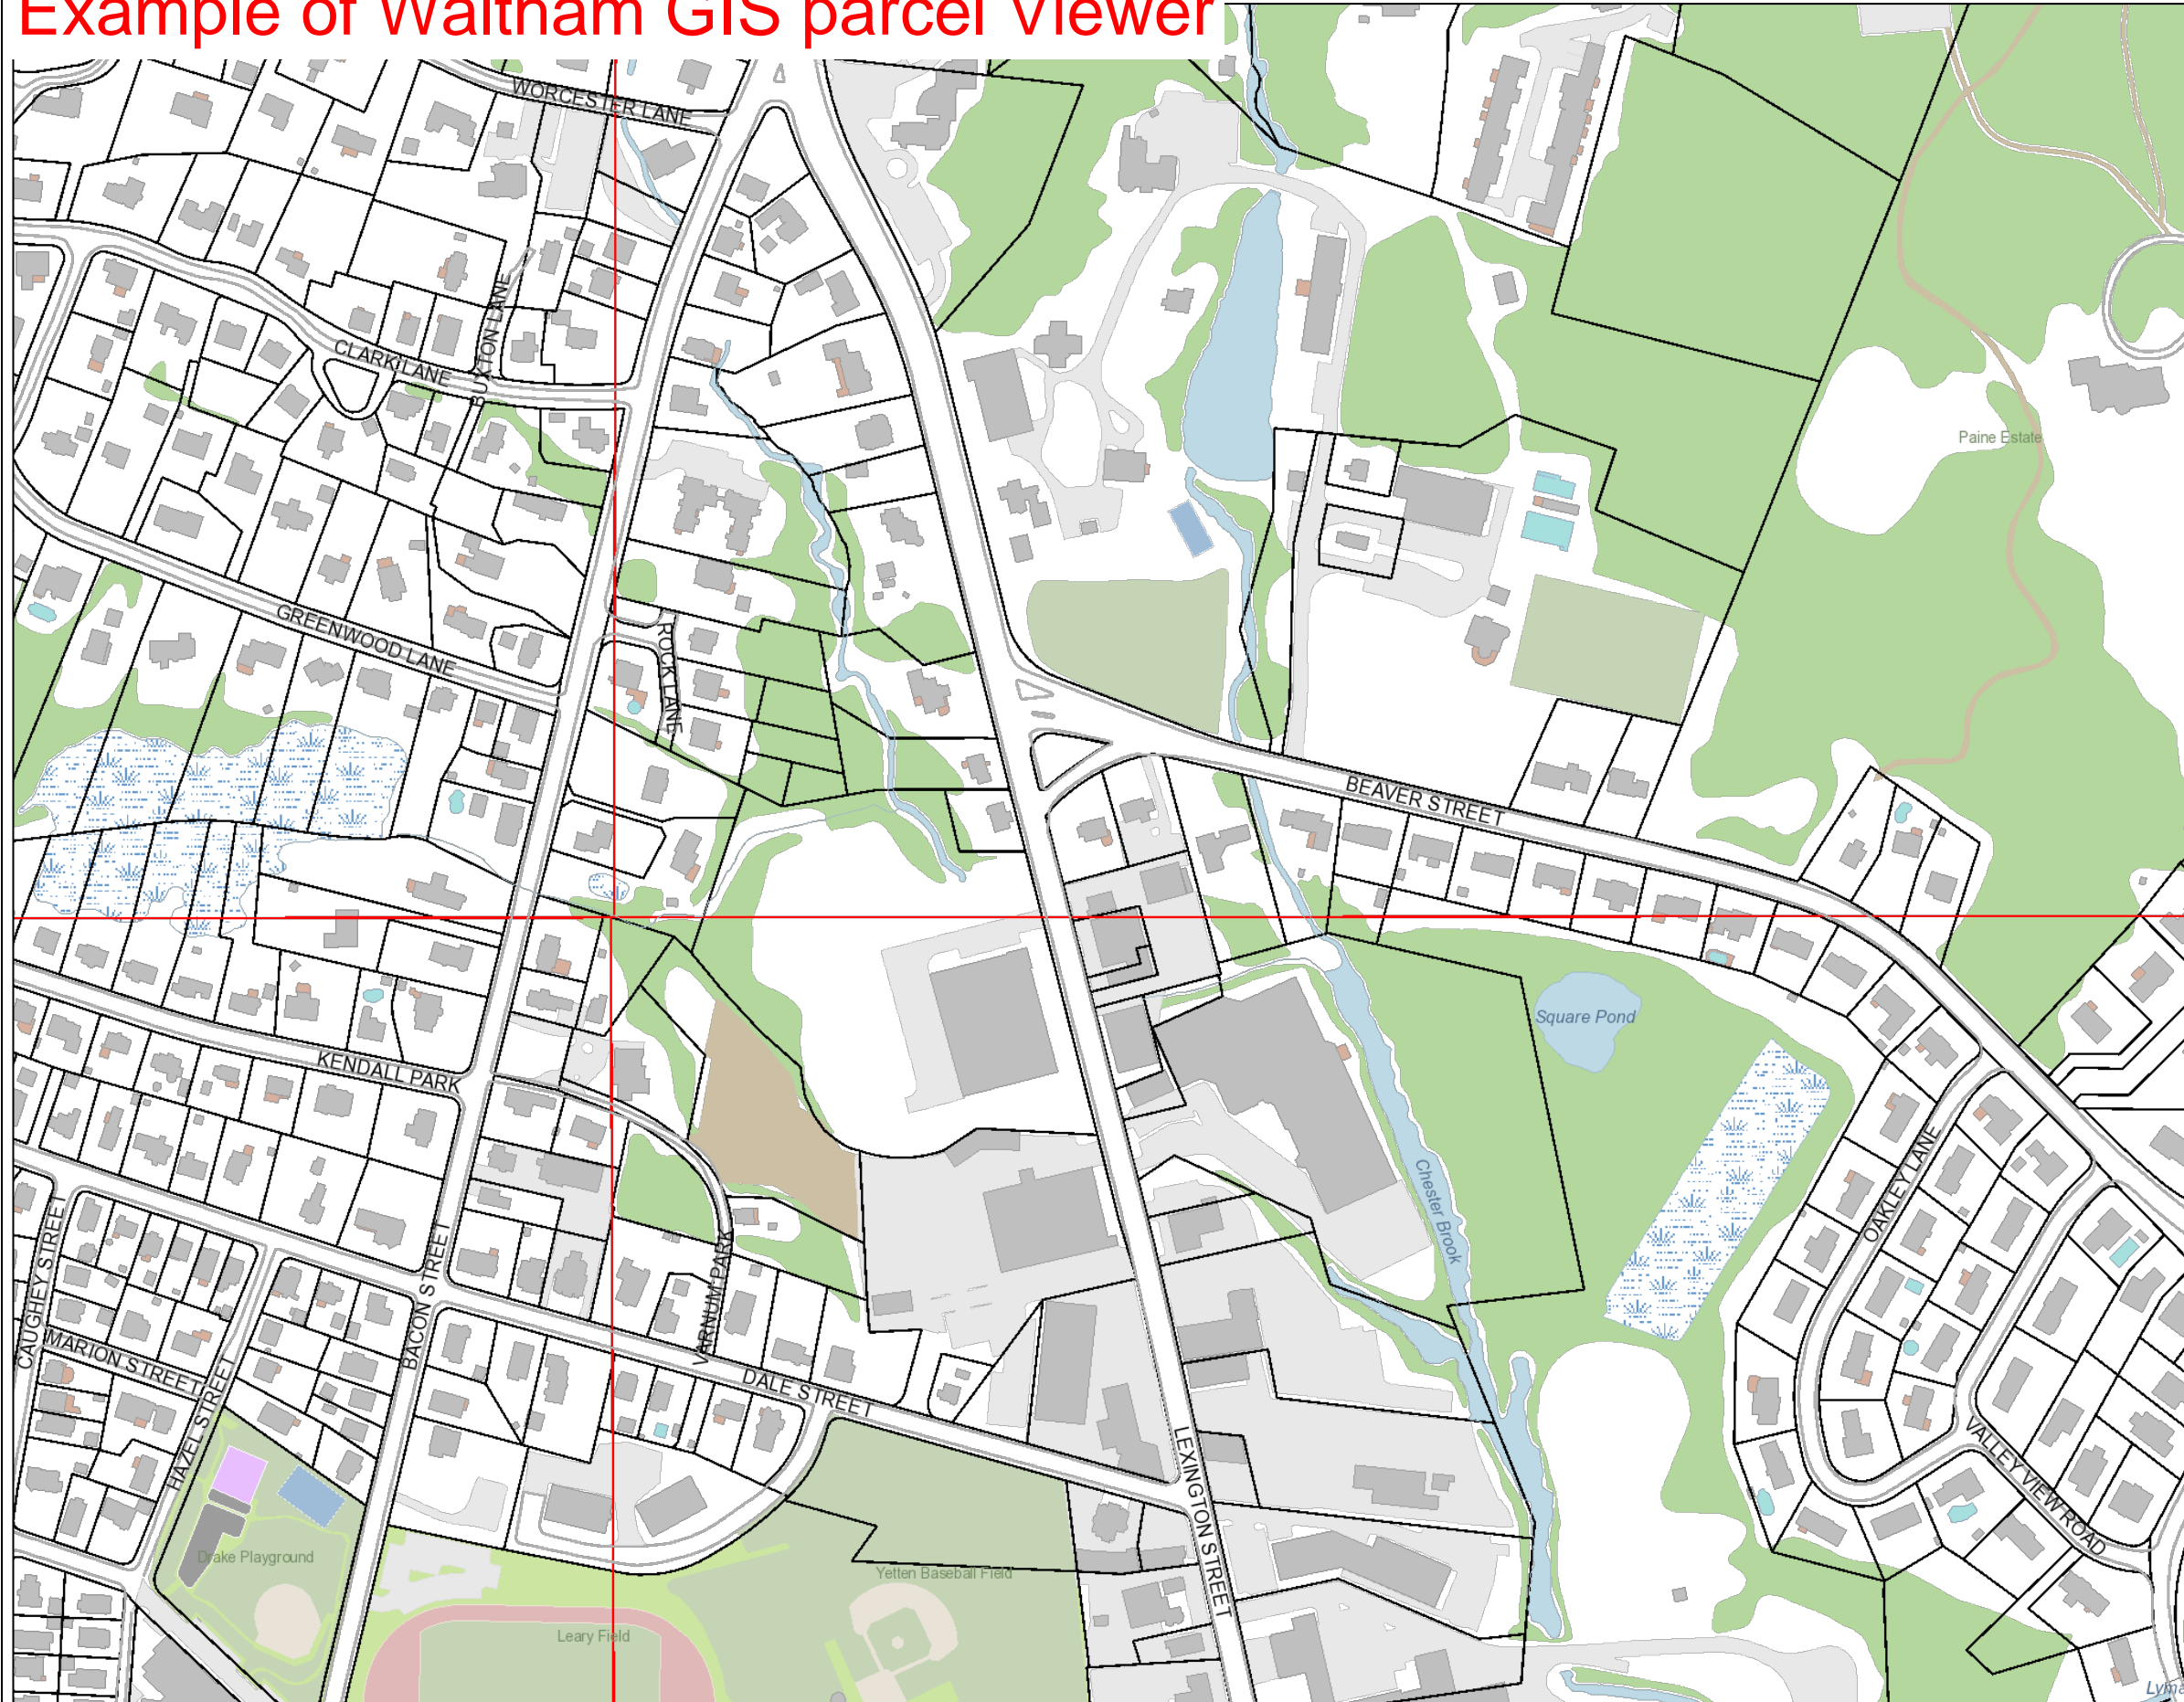 Example of Waltham GIS parcel Viewer
WORCESTER LANE
BUXTON LANE
CLARK LANE
Paine Estate
GREENWOOD LANE
ROCK LANE
BEAVER STREET
Square Pond
KENDALL PARK
Chester Brook
OAKLEY LANE
CAUGHEY STREET
BACON STREET
VARNUM PARK
MARION STREET
HAZEL STREET
DALE STREET
LEXINGTON STREET
VALLEY VIEW ROAD
Drake Playground
Yetten Baseball Field
Leary Field